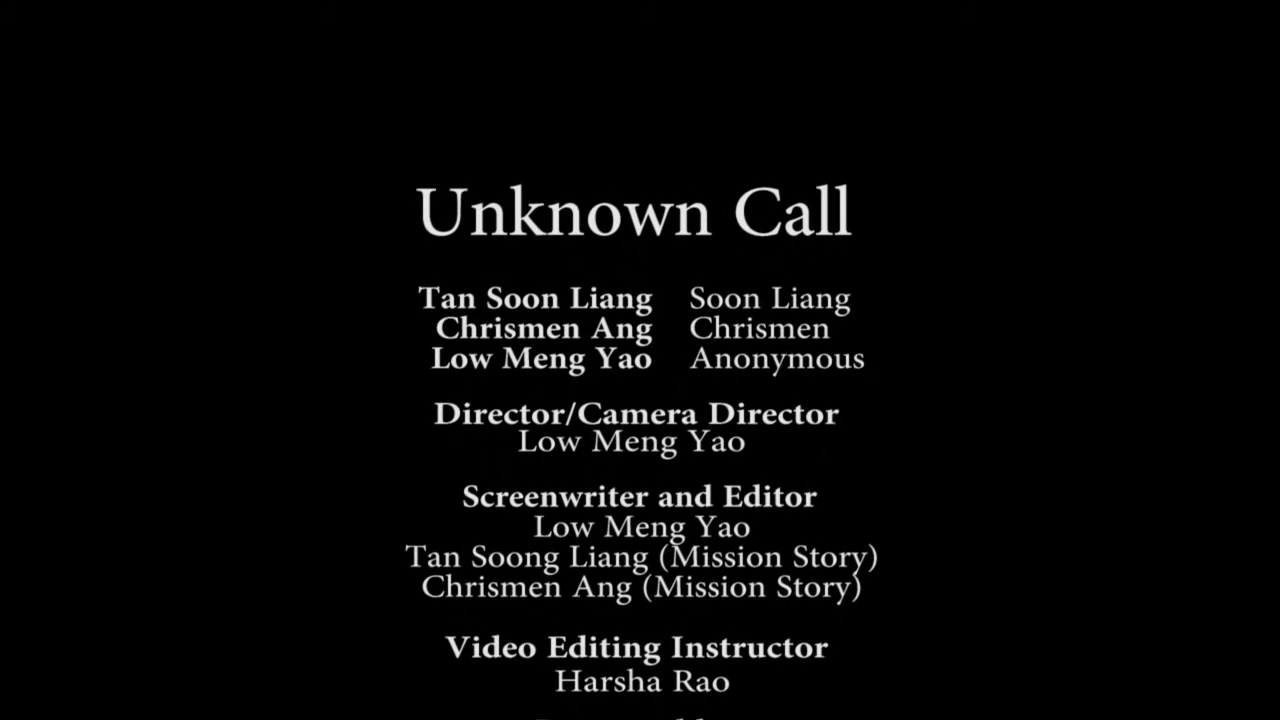 Unknown Call
Tan Soon Liang Soon Liang
Chrismen Ang Chrismen
Low Meng Yao Anonymous
Director/Camera Director
Low Meng Yao
Screenwriter and Editor
Low Meng Yao
Tan Soong Liang (Mission Story)
Chrismen Ang (Mission Story)
Video Editing Instructor
Harsha Rao